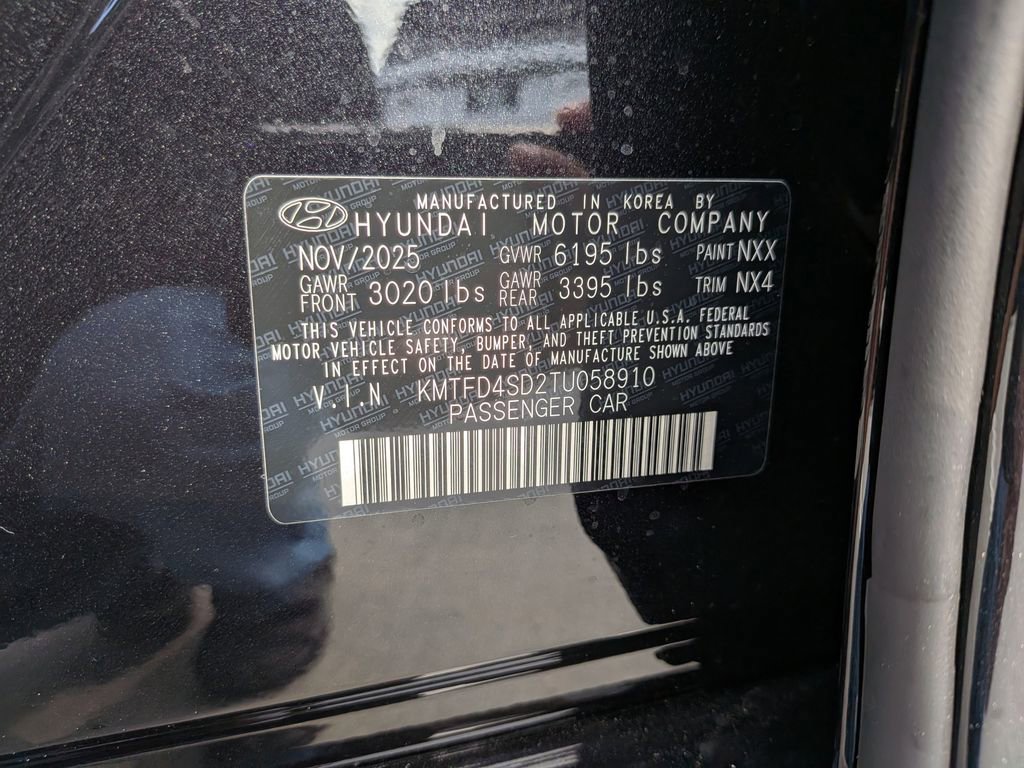 MANUFACTURED IN KOREA BY
HYUNDAI MOTOR COMPANY
NOV/2025 GVWR 6195 lbs PAINT NXX
GAWR FRONT 3020 lbs GAWR REAR 3395 lbs TRIM NX4
THIS VEHICLE CONFORMS TO ALL APPLICABLE U.S.A. FEDERAL
MOTOR VEHICLE SAFETY, BUMPER, AND THEFT PREVENTION STANDARDS
IN EFFECT ON THE DATE OF MANUFACTURE SHOWN ABOVE
V.I.N KMTFD4SD2TU058910
PASSENGER CAR